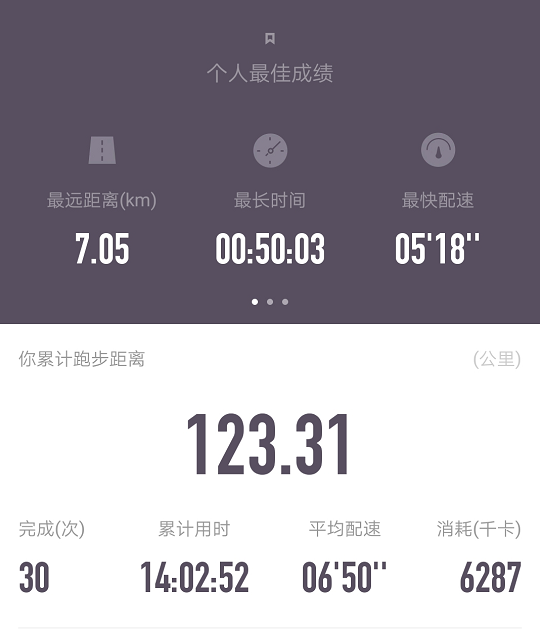 个人最佳成绩
最远距离(km) 最长时间 最快配速
7.05 00:50:03 05'18"
你累计跑步距离 (公里)
123.31
完成(次) 累计用时 平均配速 消耗(千卡)
30 14:02:52 06'50" 6287